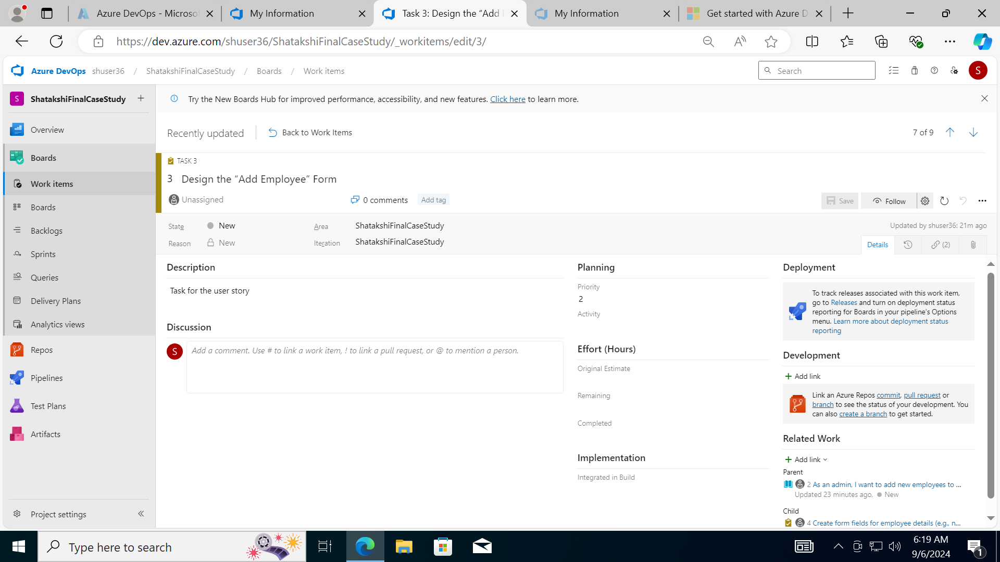 Azure DevOps - Microso
My Information
Task 3: Design the “Add
My Information
Get started with Azure D
https://dev.azure.com/shuser36/ShatakshiFinalCaseStudy/_workitems/edit/3/
Azure DevOps shuser36 / ShatakshiFinalCaseStudy / Boards / Work items
Search
S
S ShatakshiFinalCaseStudy +
Try the New Boards Hub for improved performance, accessibility, and new features. Click here to learn more.
Overview
Boards
Work items
Boards
Backlogs
Sprints
Queries
Delivery Plans
Analytics views
Repos
Pipelines
Test Plans
Artifacts
Project settings
Recently updated
Back to Work Items
7 of 9
TASK 3
3 Design the “Add Employee” Form
Unassigned
0 comments
Add tag
Save
Follow
State New
Area ShatakshiFinalCaseStudy
Updated by shuser36: 21m ago
Reason New
Iteration ShatakshiFinalCaseStudy
Details
(2)
Description
Task for the user story
Discussion
S
Add a comment. Use # to link a work item, ! to link a pull request, or @ to mention a person.
Planning
Priority
2
Activity
Effort (Hours)
Original Estimate
Remaining
Completed
Implementation
Integrated in Build
Deployment
To track releases associated with this work item,
go to Releases and turn on deployment status
reporting for Boards in your pipeline's Options
menu. Learn more about deployment status
reporting
Development
+ Add link
Link an Azure Repos commit, pull request or
branch to see the status of your development. You
can also create a branch to get started.
Related Work
+ Add link
Parent
2 As an admin, I want to add new employees to ...
Updated 23 minutes ago, New
Child
4 Create form fields for employee details (e.g., n...
Type here to search
6:19 AM
9/6/2024
1